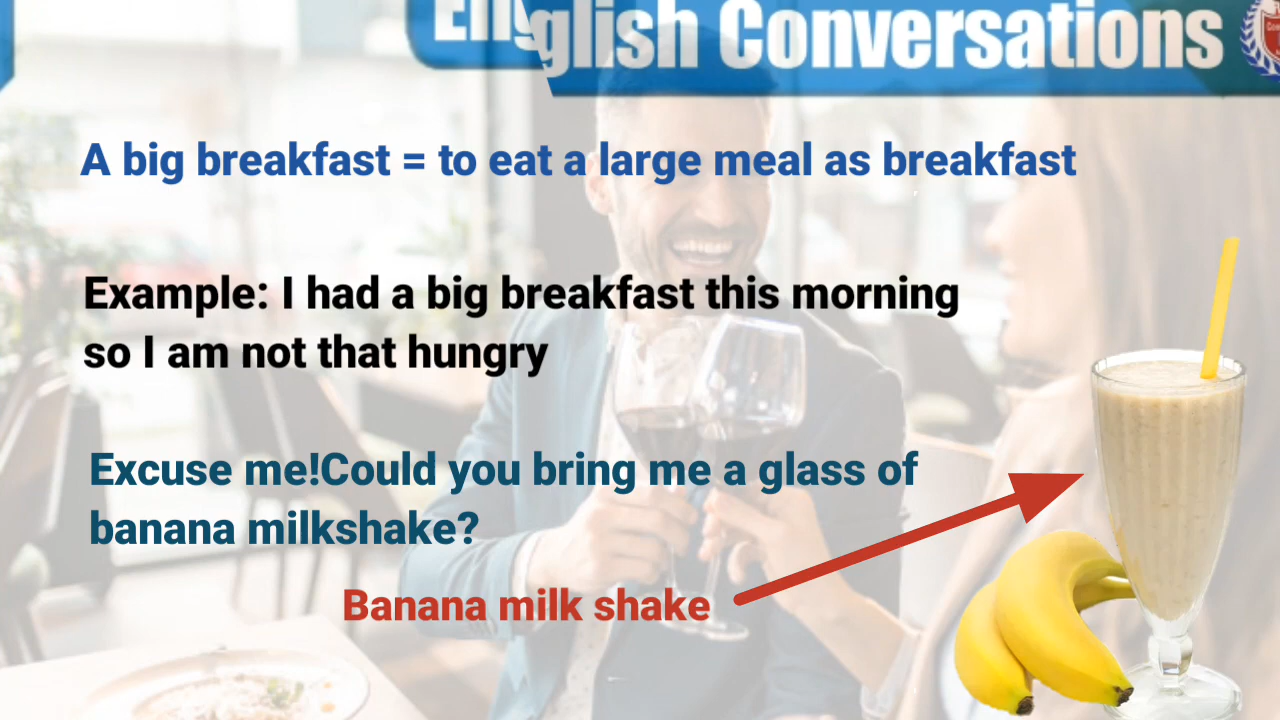 English Conversations
A big breakfast = to eat a large meal as breakfast
Example: I had a big breakfast this morning
so I am not that hungry
Excuse me!Could you bring me a glass of
banana milkshake?
Banana milk shake